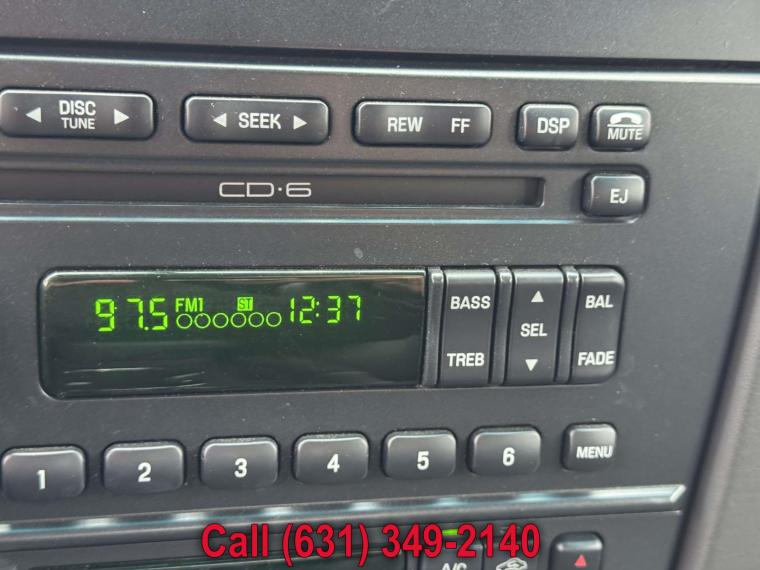 DISC
TUNE
SEEK
REW FF
DSP
MUTE
CD·6
EJ
97.5 FM1 ST 12:37
BASS
TREB
SEL
BAL
FADE
1 2 3 4 5 6 MENU
Call (631) 349-2140
A/C